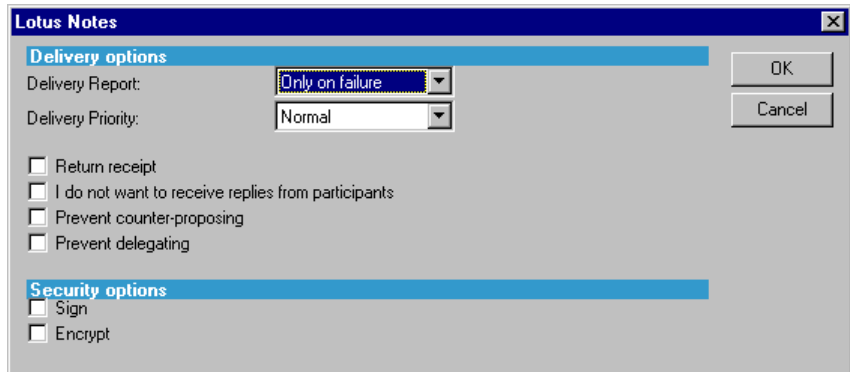 Lotus Notes
Delivery options
Delivery Report: Only on failure
OK
Delivery Priority: Normal
Cancel
Return receipt
I do not want to receive replies from participants
Prevent counter-proposing
Prevent delegating
Security options
Sign
Encrypt